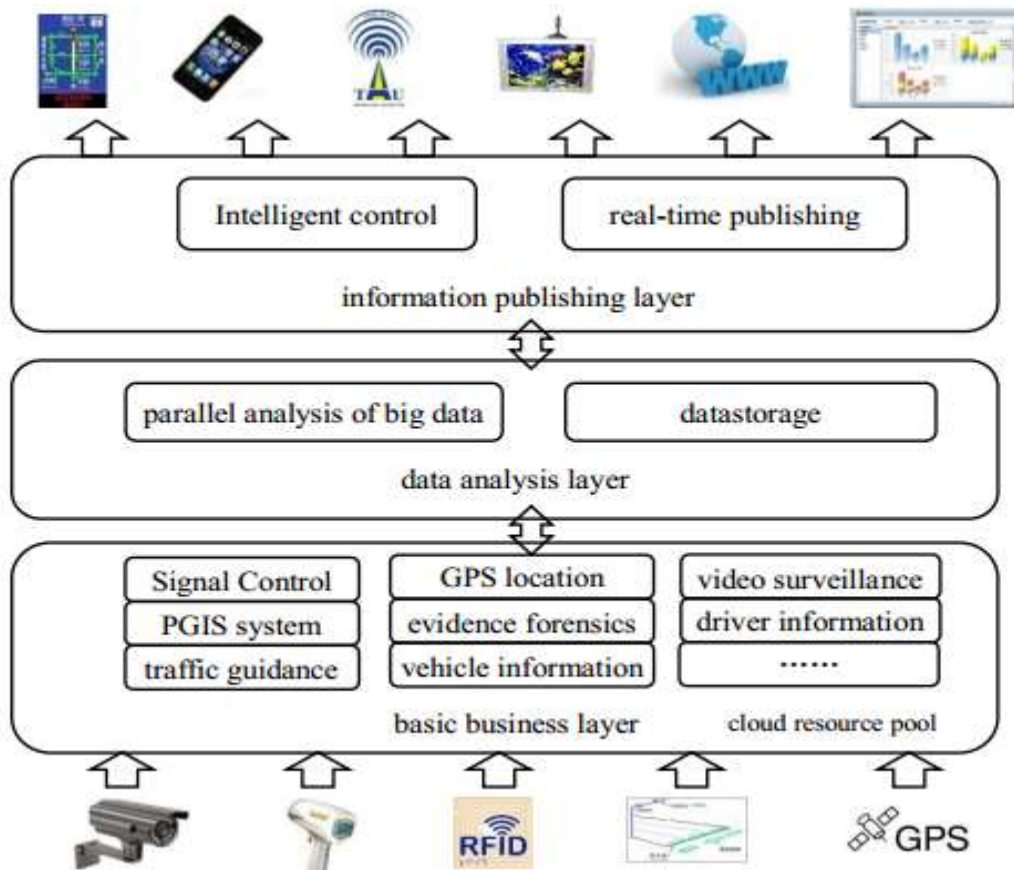 TAU
WWW
Intelligent control
real-time publishing
information publishing layer
parallel analysis of big data
datastorage
data analysis layer
Signal Control
GPS location
video surveillance
PGIS system
evidence forensics
driver information
traffic guidance
vehicle information
......
basic business layer
cloud resource pool
RFiD
GPS